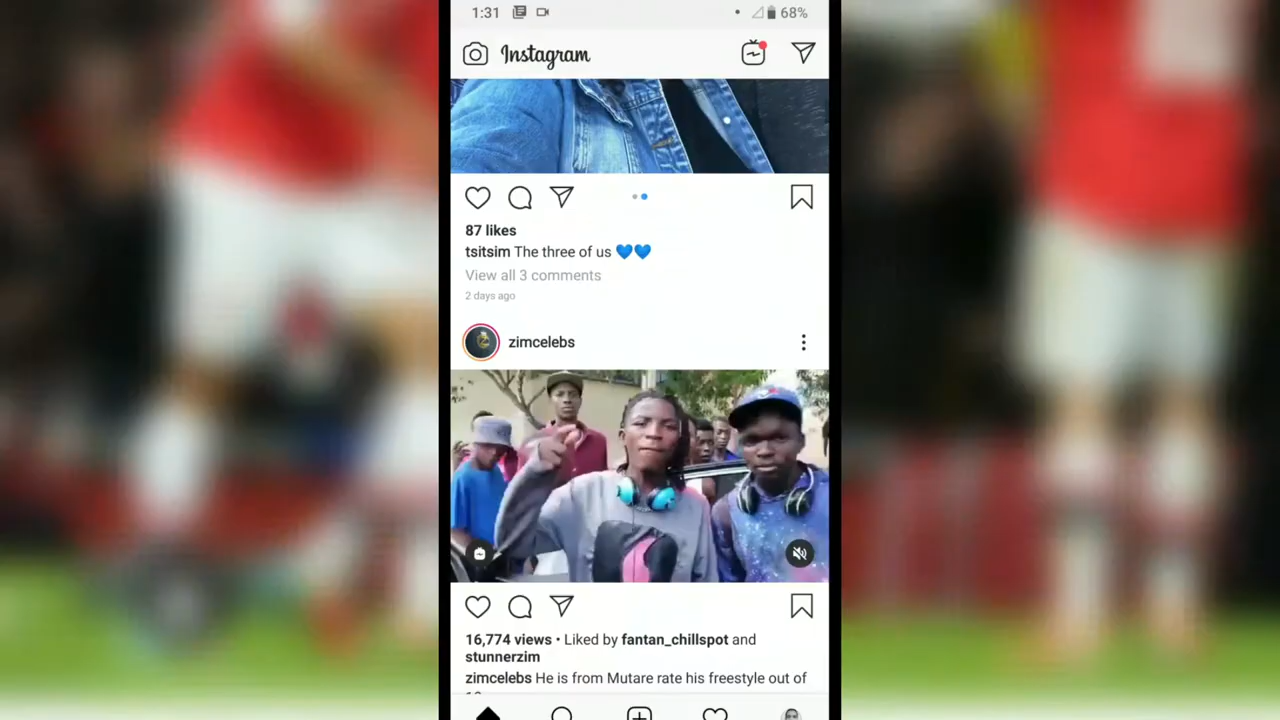 1:31
68%
Instagram
87 likes
tsitsim The three of us 💙💙
View all 3 comments
2 days ago
zimcelebs
16,774 views • Liked by fantan_chillspot and
stunnerzim
zimcelebs He is from Mutare rate his freestyle out of